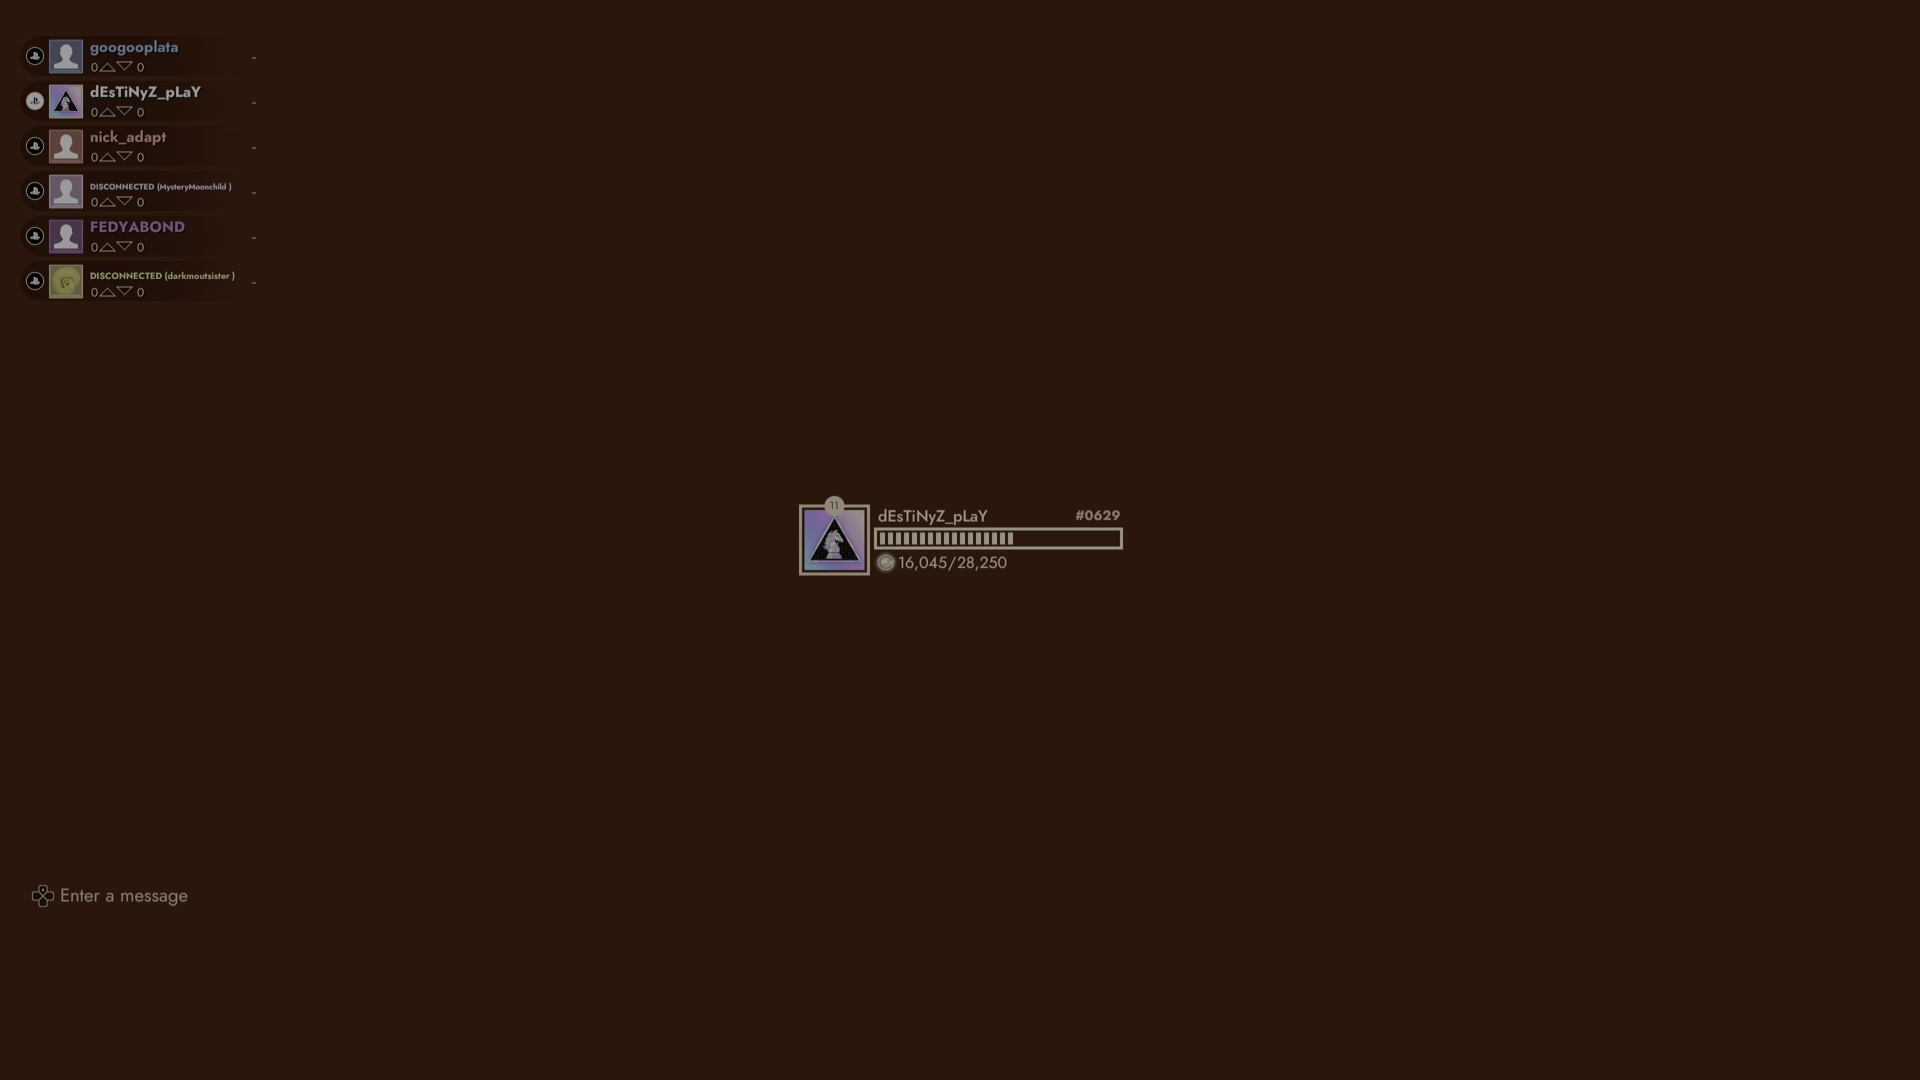 googooplata
0 0 -
dEsTiNyZ_pLaY
0 0 -
nick_adapt
0 0 -
DISCONNECTED (MysteryMoonchild )
0 0 -
FEDYABOND
0 0 -
DISCONNECTED (darkmoutsister )
0 0 -
11
dEsTiNyZ_pLaY #0629
16,045/28,250
Enter a message